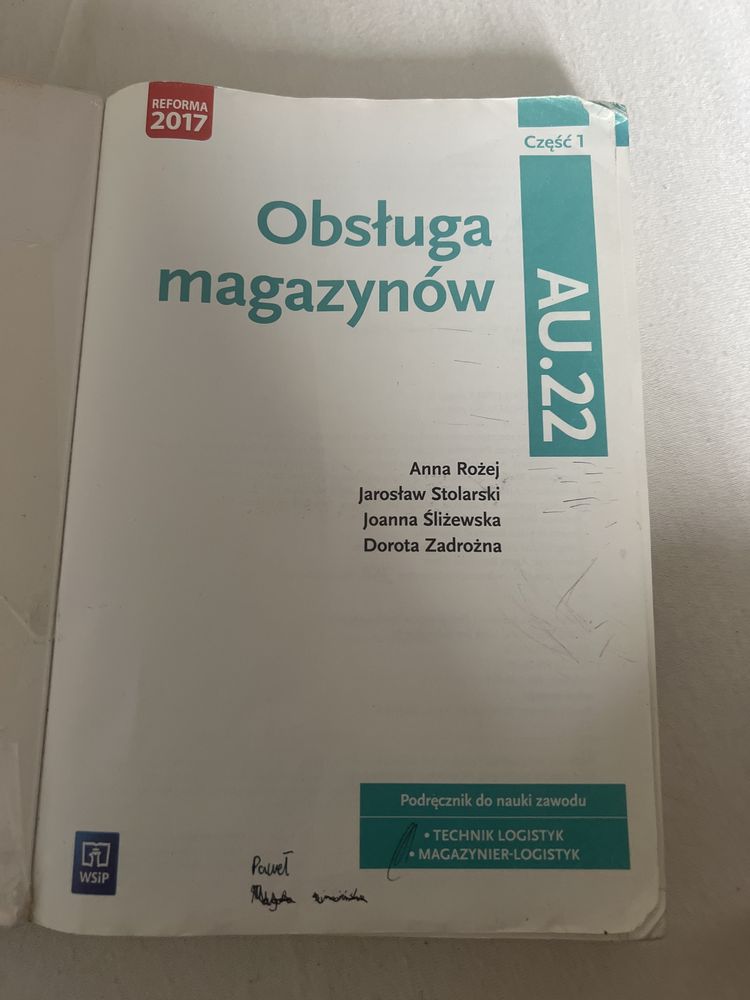 REFORMA
2017
Część 1
Obsługa
magazynów
AU.22
Anna Rożej
Jarosław Stolarski
Joanna Śliżewska
Dorota Zadrożna
Podręcznik do nauki zawodu
• TECHNIK LOGISTYK
• MAGAZYNIER-LOGISTYK
WSiP
Paweł